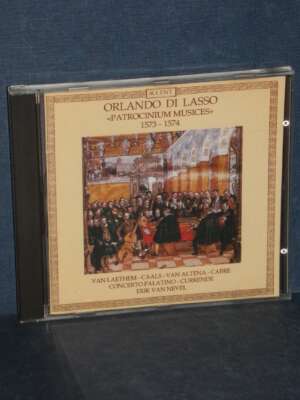 ACCENT
ORLANDO DI LASSO
«PATROCINIUM MUSICES»
1573 - 1574
VAN LAETHEM - CAALS - VAN ALTENA - CABRE
CONCERTO PALATINO - CURRENDE
ERIK VAN NEVEL